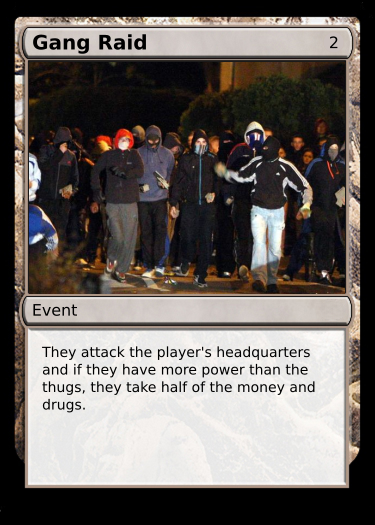 Gang Raid 2
Event
They attack the player's headquarters
and if they have more power than the
thugs, they take half of the money and
drugs.